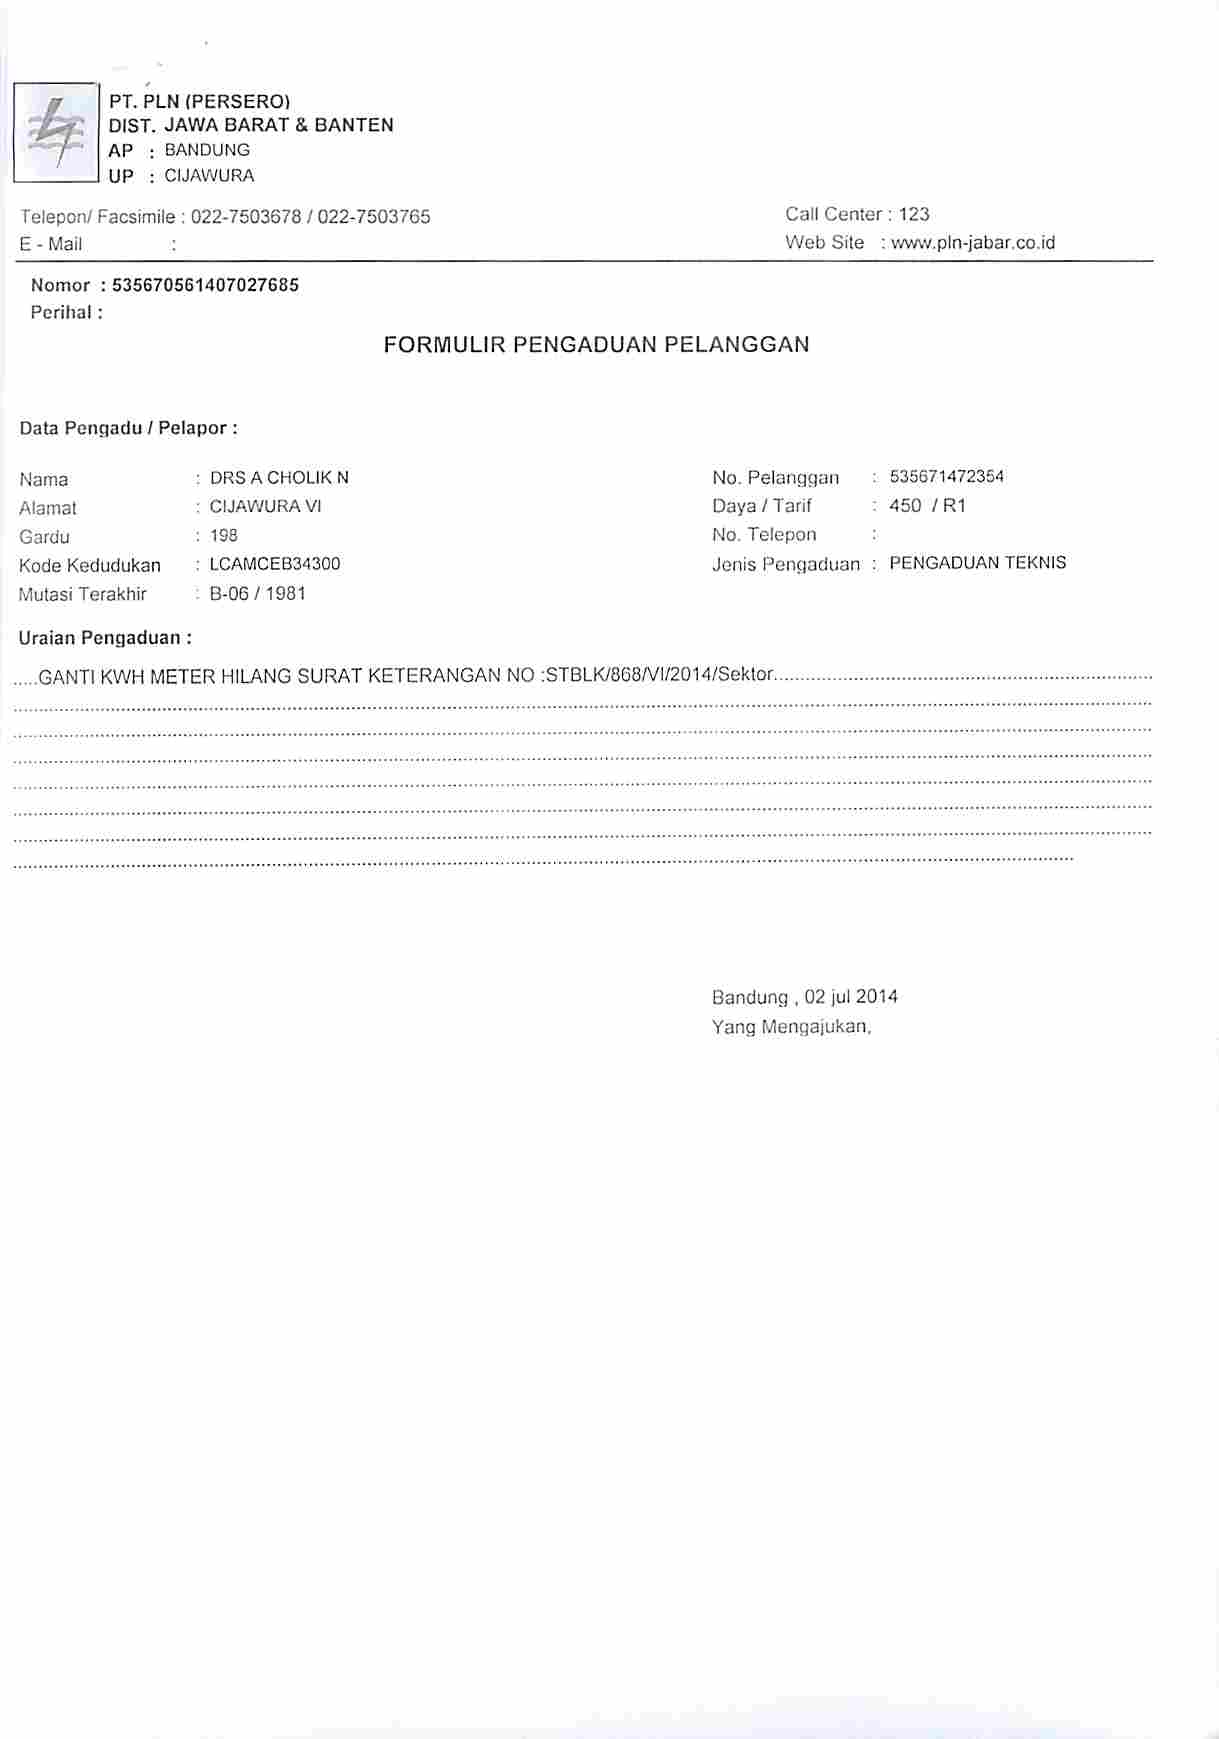 PT. PLN (PERSERO)
DIST. JAWA BARAT & BANTEN
AP : BANDUNG
UP : CIJAWURA
Telepon/ Facsimile : 022-7503678 / 022-7503765
Call Center : 123
E - Mail :
Web Site : www.pln-jabar.co.id
Nomor : 535670561407027685
Perihal :
FORMULIR PENGADUAN PELANGGAN
Data Pengadu / Pelapor :
Nama : DRS A CHOLIK N
No. Pelanggan : 535671472354
Alamat : CIJAWURA VI
Daya / Tarif : 450 / R1
Gardu : 198
No. Telepon :
Kode Kedudukan : LCAMCEB34300
Jenis Pengaduan : PENGADUAN TEKNIS
Mutasi Terakhir : B-06 / 1981
Uraian Pengaduan :
.....GANTI KWH METER HILANG SURAT KETERANGAN NO :STBLK/868/VI/2014/Sektor...
Bandung , 02 jul 2014
Yang Mengajukan,